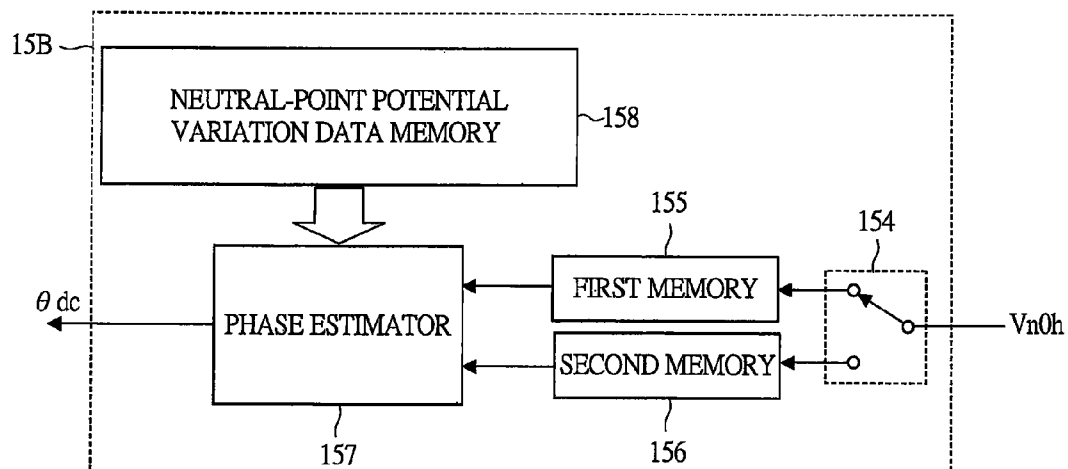 15B
NEUTRAL-POINT POTENTIAL
VARIATION DATA MEMORY
158
155
154
θ dc
PHASE ESTIMATOR
FIRST MEMORY
Vn0h
SECOND MEMORY
157
156